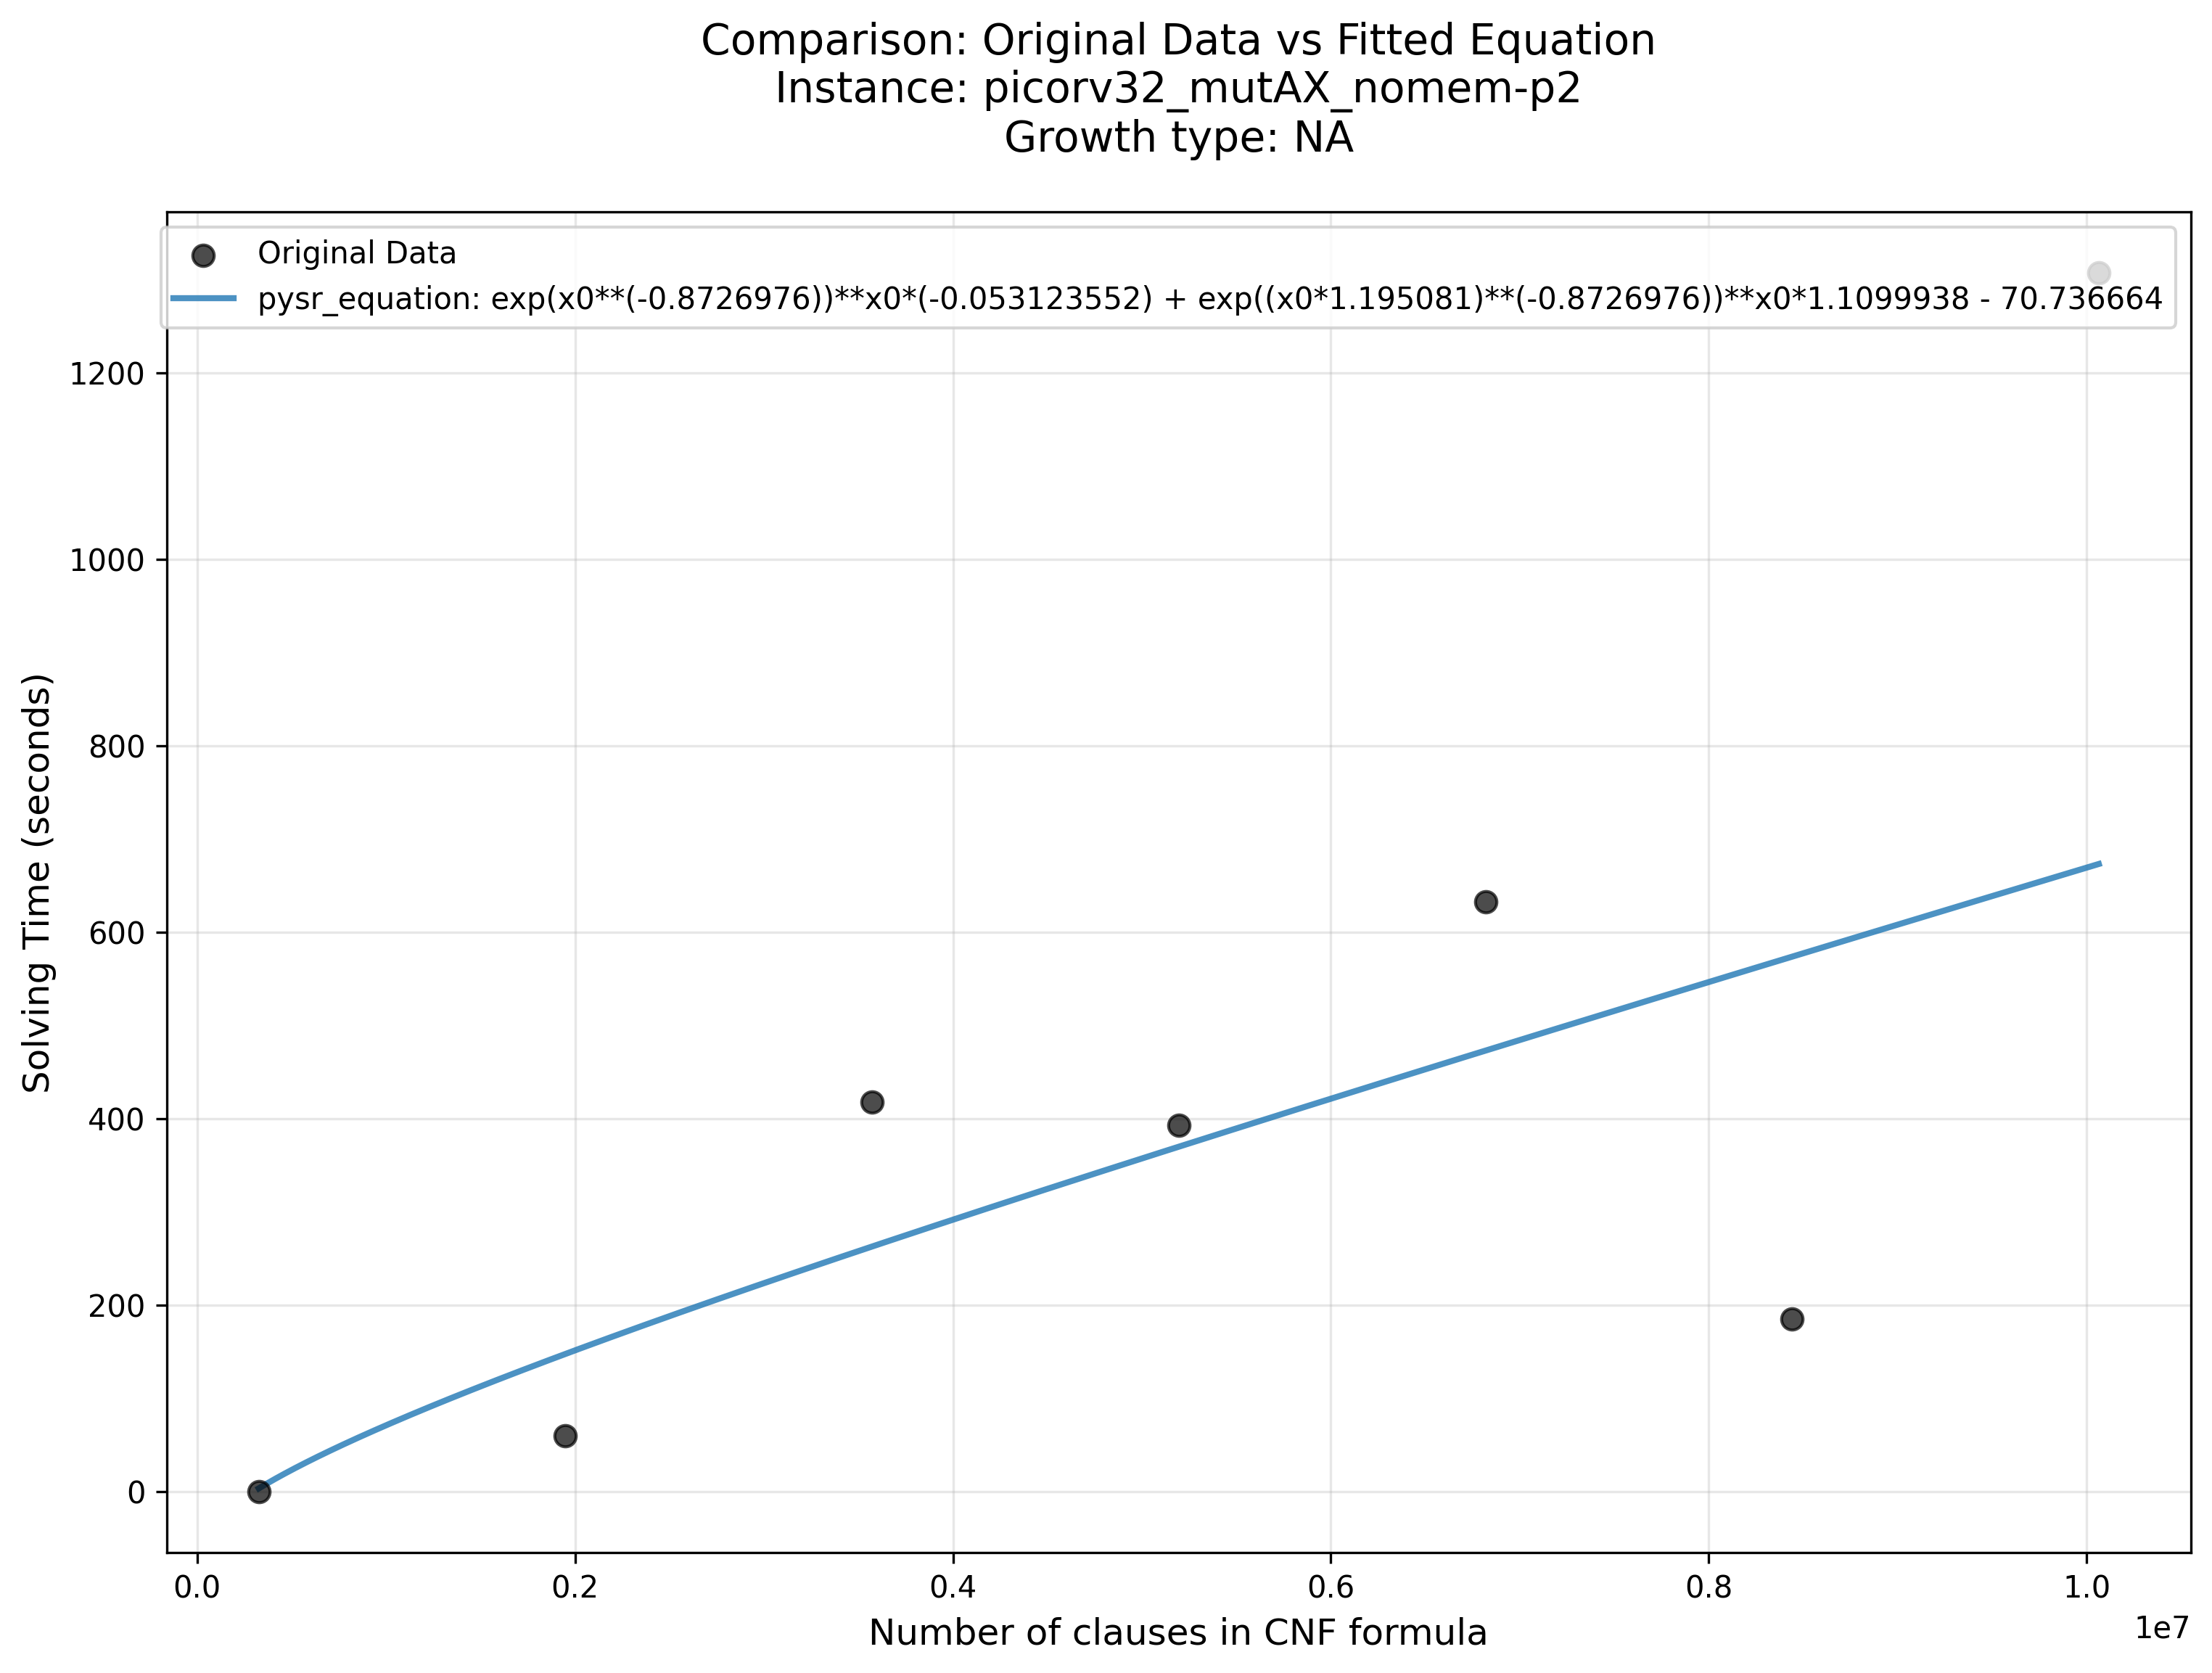 Comparison: Original Data vs Fitted Equation
Instance: picorv32_mutAX_nomem-p2
Growth type: NA
Original Data
pysr_equation: exp(x0**(-0.8726976))**x0*(-0.053123552) + exp((x0*1.195081)**(-0.8726976))**x0*1.1099938 - 70.736664
1200
1000
800
600
400
200
0
Solving Time (seconds)
0.0 0.2 0.4 0.6 0.8 1.0
1e7
Number of clauses in CNF formula